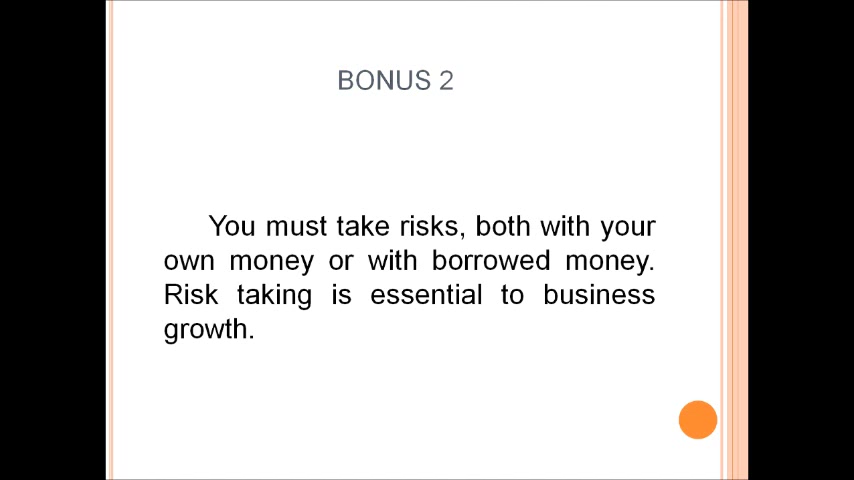 BONUS 2
You must take risks, both with your
own money or with borrowed money.
Risk taking is essential to business
growth.